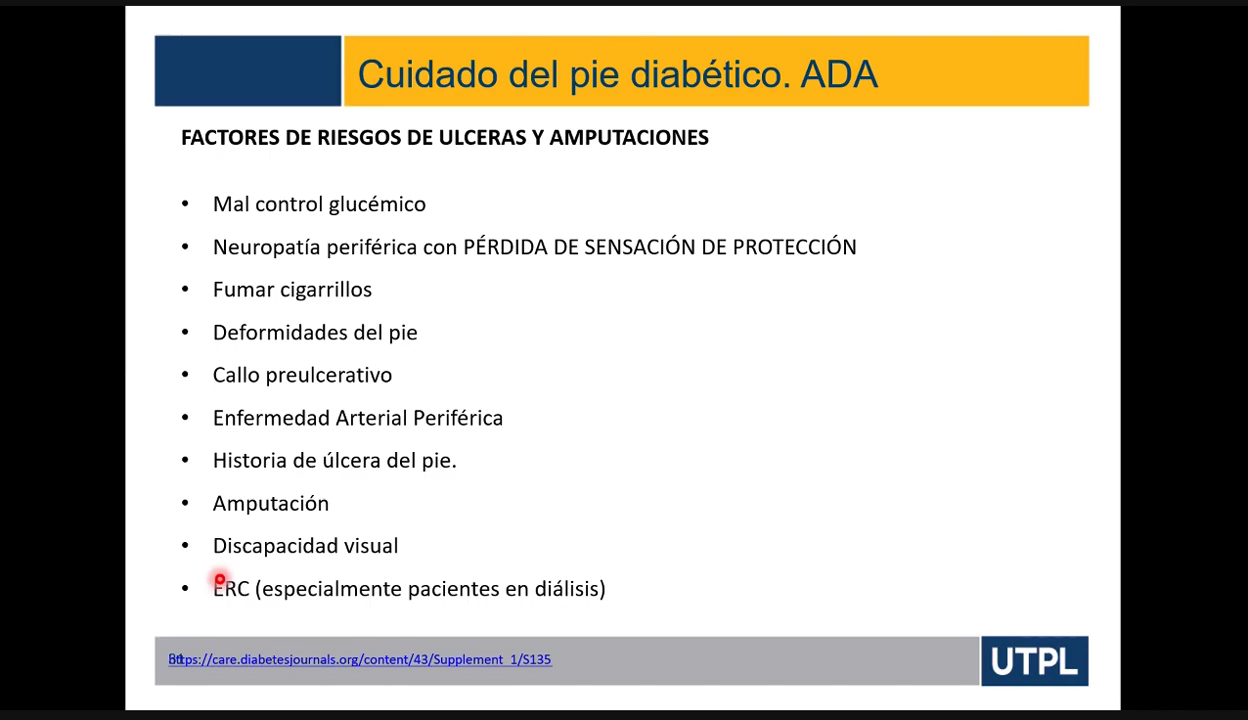 Cuidado del pie diabético. ADA
FACTORES DE RIESGOS DE ULCERAS Y AMPUTACIONES
• Mal control glucémico
• Neuropatía periférica con PÉRDIDA DE SENSACIÓN DE PROTECCIÓN
• Fumar cigarrillos
• Deformidades del pie
• Callo preulcerativo
• Enfermedad Arterial Periférica
• Historia de úlcera del pie.
• Amputación
• Discapacidad visual
• ERC (especialmente pacientes en diálisis)
https://care.diabetesjournals.org/content/43/Supplement_1/S135
UTPL